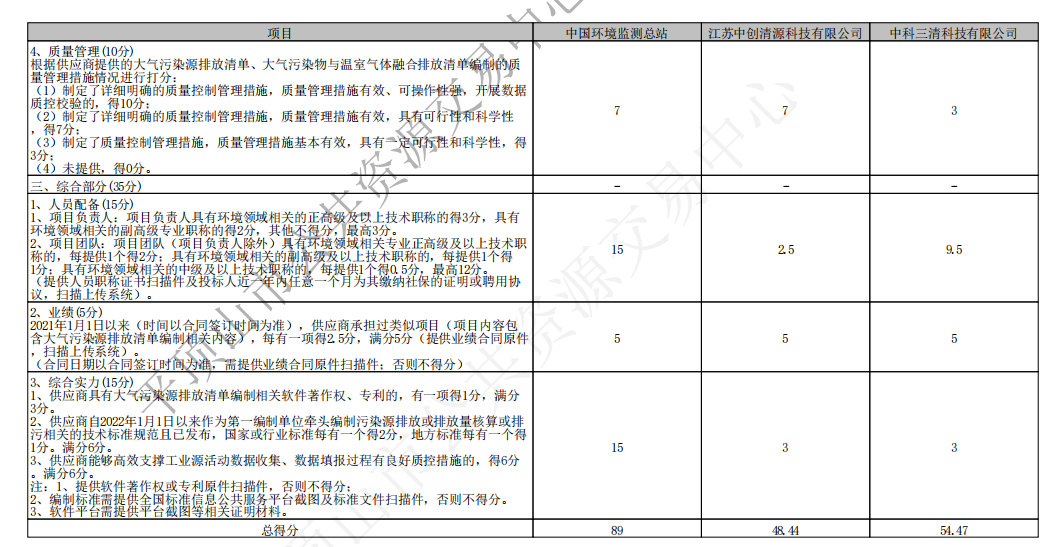 项目 中国环境监测总站 江苏中创清源科技有限公司 中科三清科技有限公司
4、质量管理(10分)
根据供应商提供的大气污染源排放清单、大气污染物与温室气体融合排放清单编制的质
量管理措施情况进行打分：
（1）制定了详细明确的质量控制管理措施，质量管理措施有效、可操作性强，开展数据
质控校验的，得10分；
（2）制定了详细明确的质量控制管理措施，质量管理措施有效，具有可行性和科学性
，得7分；
（3）制定了质量控制管理措施，质量管理措施基本有效，具有一定可行性和科学性，得
3分；
（4）未提供，得0分。
7 7 3
三、综合部分(35分) - - -
1、人员配备(15分)
1、项目负责人：项目负责人具有环境领域相关的正高级及以上技术职称的得3分，具有
环境领域相关的副高级专业职称的得2分，其他不得分，最高3分。
2、项目团队：项目团队（项目负责人除外）具有环境领域相关专业正高级及以上技术职
称的，每提供1个得2分；具有环境领域相关的副高级及以上技术职称的，每提供1个得
1分；具有环境领域相关的中级及以上技术职称的，每提供1个得0.5分，最高12分。
（提供人员职称证书扫描件及投标人近一年内任意一个月为其缴纳社保的证明或聘用协
议，扫描上传系统）。
15 2.5 9.5
2、业绩(5分)
2021年1月1日以来（时间以合同签订时间为准），供应商承担过类似项目（项目内容包
含大气污染源排放清单编制相关内容），每有一项得2.5分，满分5分（提供业绩合同原件
，扫描上传系统）。
（合同日期以合同签订时间为准，需提供业绩合同原件扫描件；否则不得分）
5 5 5
3、综合实力(15分)
1、供应商具有大气污染源排放清单编制相关软件著作权、专利的，有一项得1分，满分
3分。
2、供应商自2022年1月1日以来作为第一编制单位牵头编制污染源排放或排放量核算或排
污相关的技术标准规范且已发布，国家或行业标准每有一个得2分，地方标准每有一个得
1分。满分6分。
3、供应商能够高效支撑工业源活动数据收集、数据填报过程有良好质控措施的，得6分
。满分6分。
注：1、提供软件著作权或专利原件扫描件，否则不得分；
2、编制标准需提供全国标准信息公共服务平台截图及标准文件扫描件，否则不得分。
3、软件平台需提供平台截图等相关证明材料。
15 3 3
总得分 89 48.44 54.47
平顶山市公共资源交易中心
平顶山市公共资源交易中心